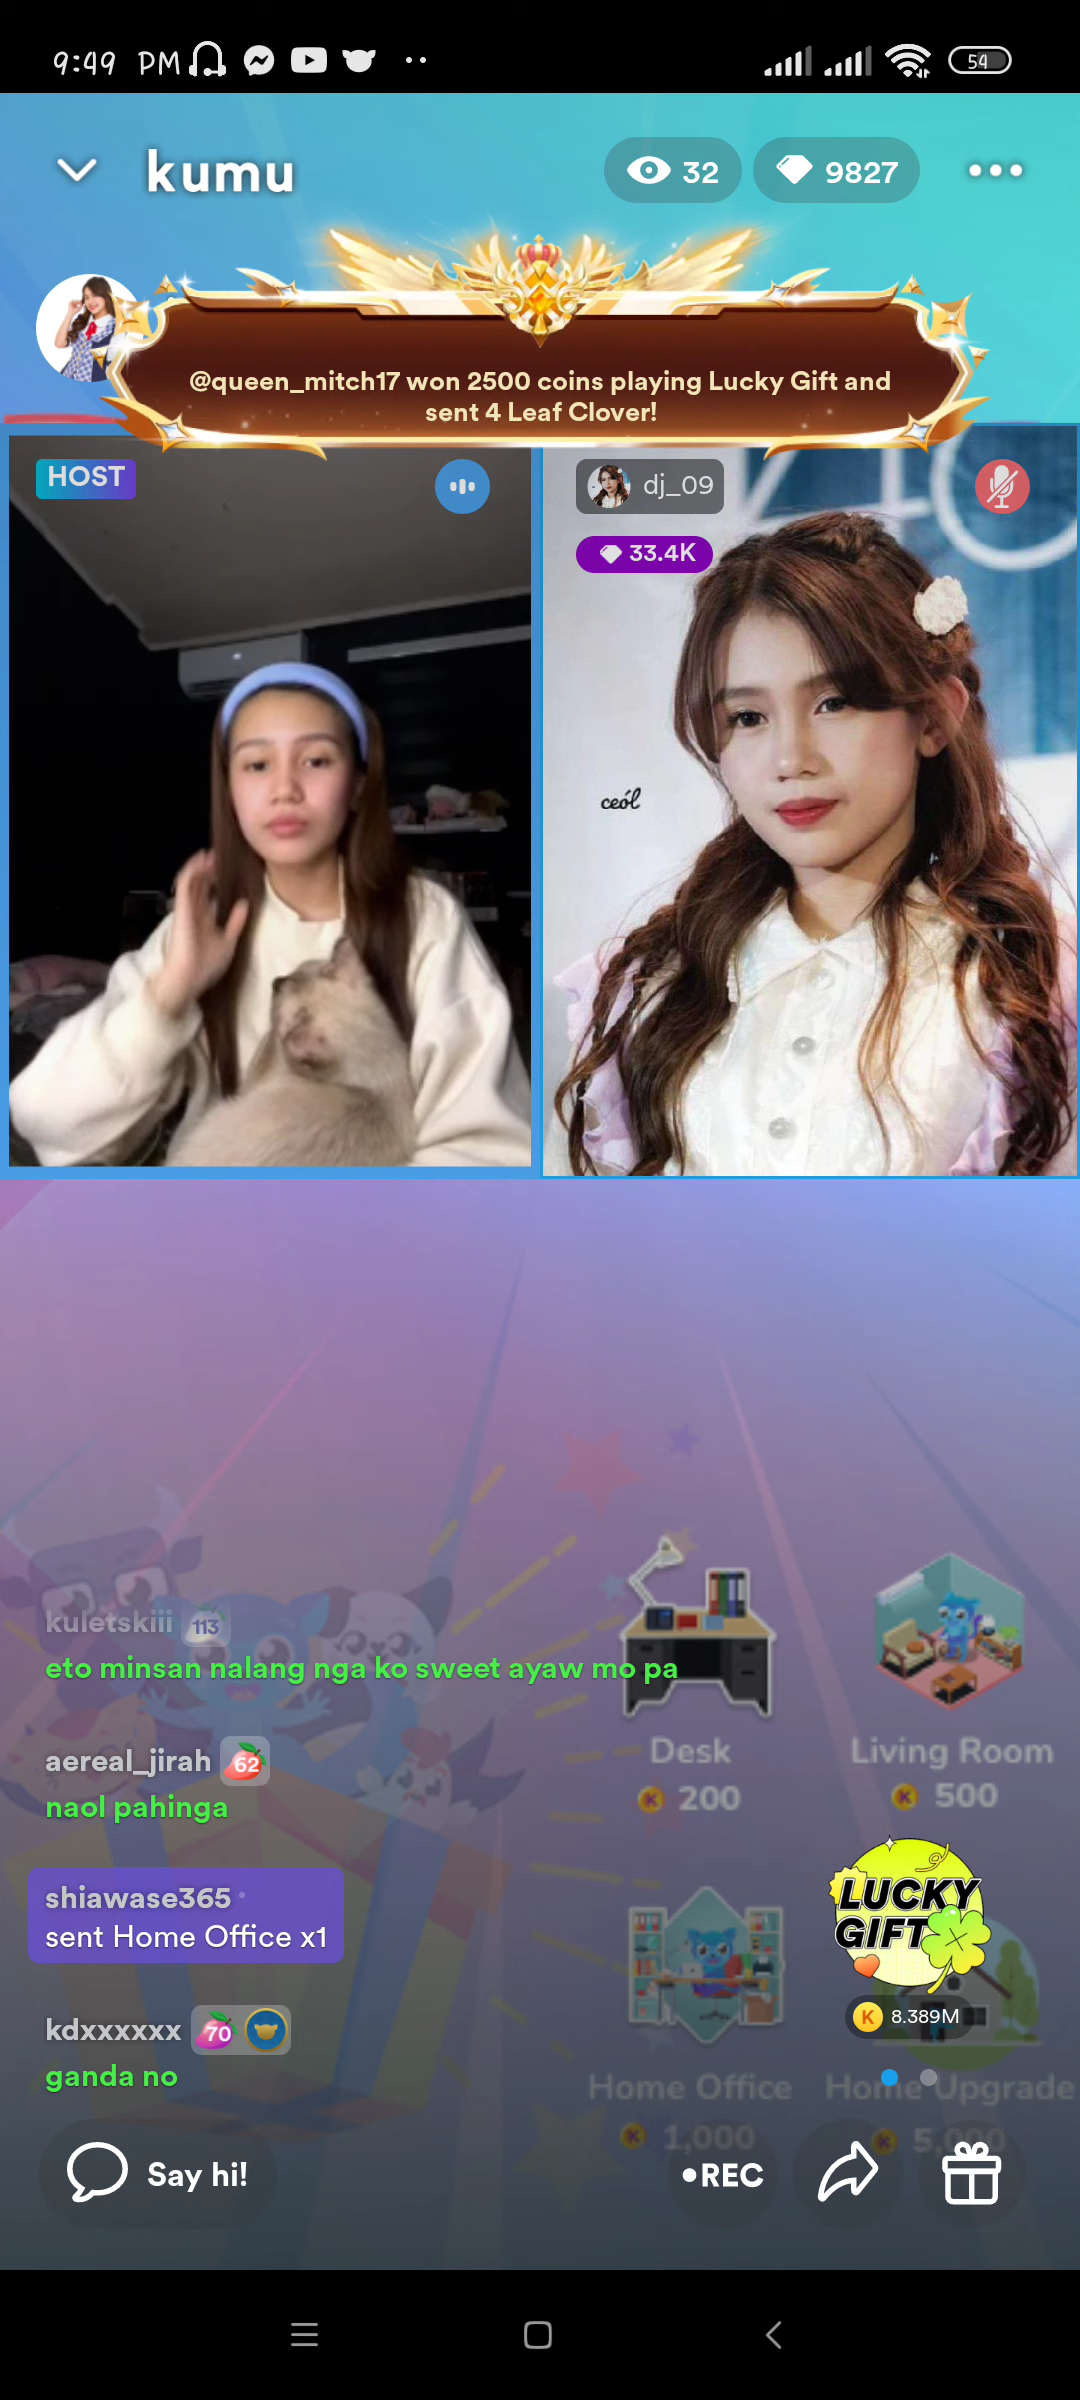 9:49 PM
54
kumu
32
9827
@queen_mitch17 won 2500 coins playing Lucky Gift and
sent 4 Leaf Clover!
HOST
dj_09
33.4K
ceól
kuletskiii 113
eto minsan nalang nga ko sweet ayaw mo pa
aereal_jirah 62
naol pahinga
shiawase365
sent Home Office x1
kdxxxxxx 70
ganda no
Desk
200
Living Room
500
LUCKY
GIFT
K 8.389M
Home Office
1,000
Home Upgrade
5,000
Say hi!
REC